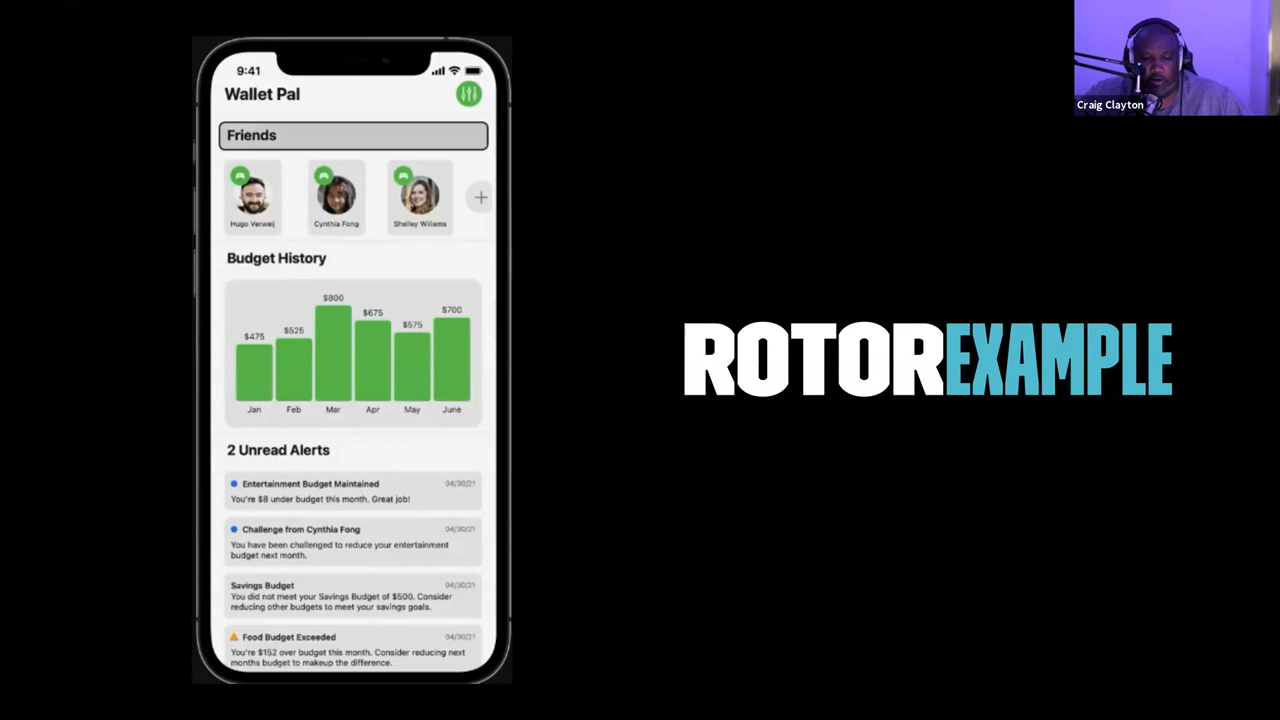 9:41
Wallet Pal
Friends
Hugo Verweij
Cynthia Fong
Shelley Willems
Budget History
$475
$525
$800
$675
$575
$700
Jan
Feb
Mar
Apr
May
June
2 Unread Alerts
Entertainment Budget Maintained
04/30/21
You're $8 under budget this month. Great job!
Challenge from Cynthia Fong
04/30/21
You have been challenged to reduce your entertainment
budget next month.
Savings Budget
04/30/21
You did not meet your Savings Budget of $500. Consider
reducing other budgets to meet your savings goals.
Food Budget Exceeded
04/30/21
You're $152 over budget this month. Consider reducing next
months budget to makeup the difference.
ROTOREXAMPLE
Craig Clayton